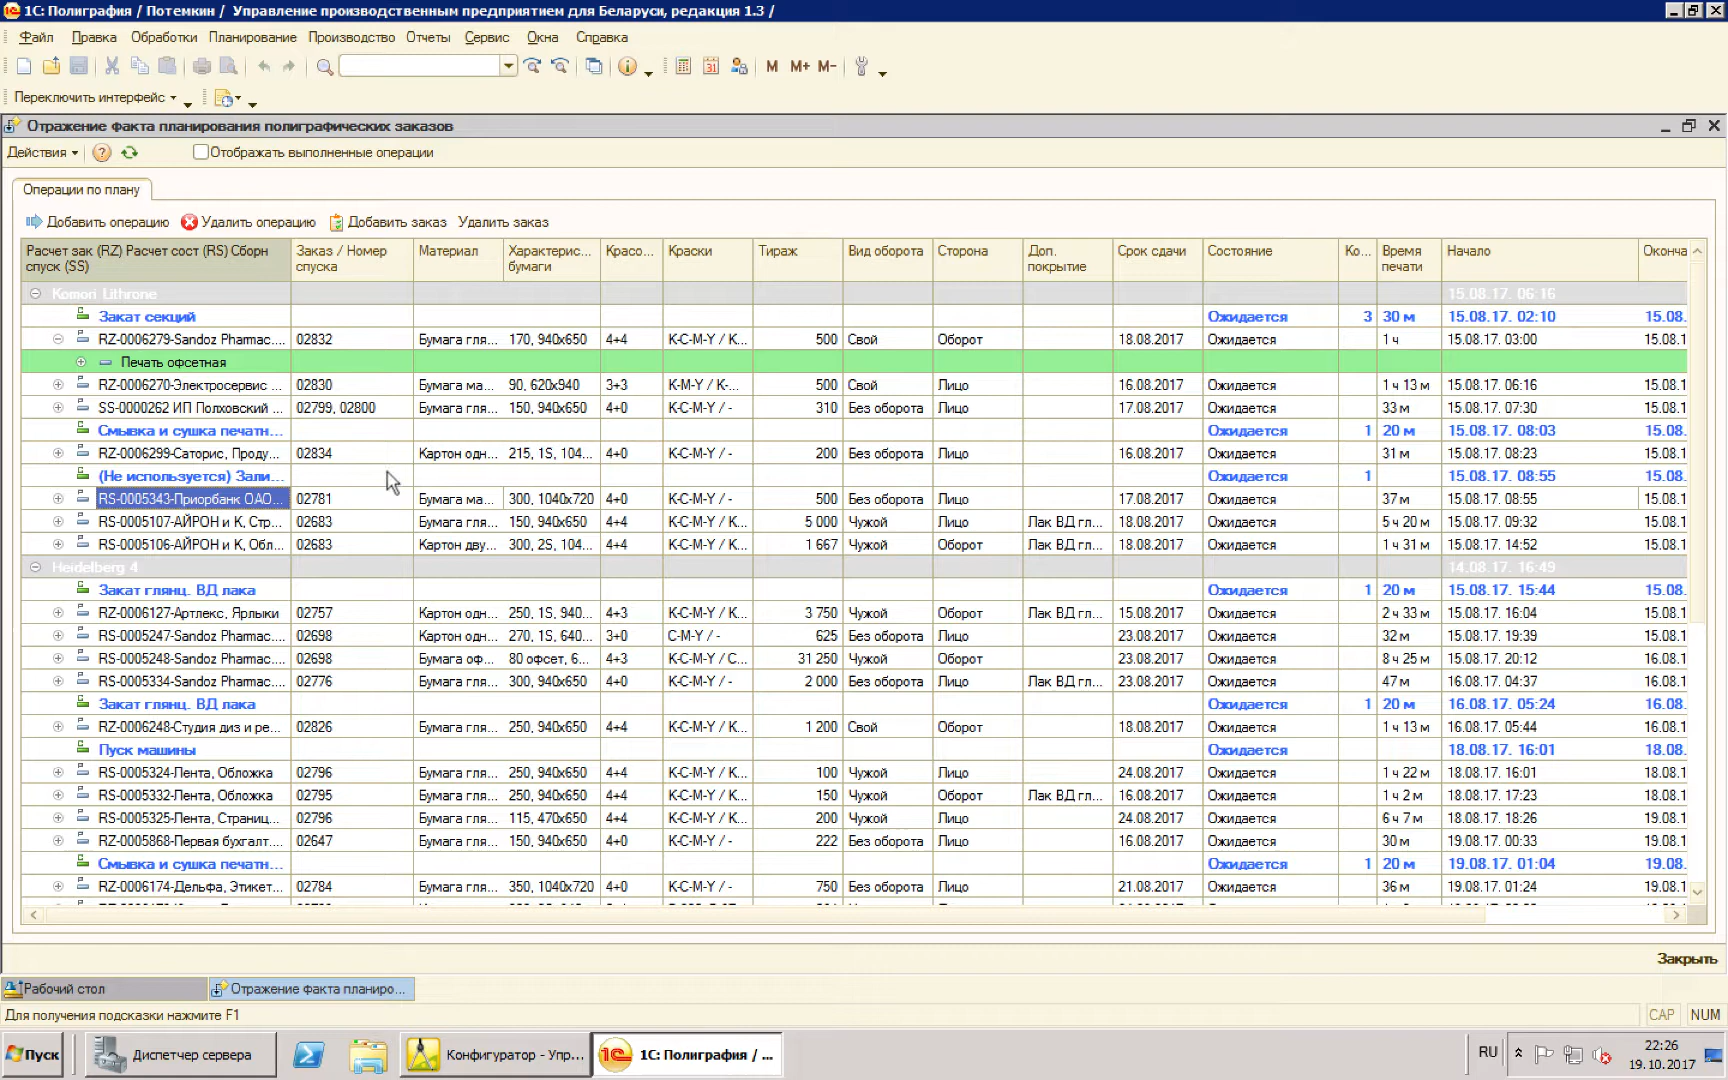 1С: Полиграфия / Потемкин / Управление производственным предприятием для Беларуси, редакция 1.3 /
Файл Правка Обработки Планирование Производство Отчеты Сервис Окна Справка
M M+ M-
Переключить интерфейс
Отражение факта планирования полиграфических заказов
Действия Отображать выполненные операции
Операции по плану
Добавить операцию Удалить операцию Добавить заказ Удалить заказ
Расчет зак (RZ) Расчет сост (RS) Сборн спуск (SS) Заказ / Номер спуска Материал Характерис... бумаги Красо... Краски Тираж Вид оборота Сторона Доп. покрытие Срок сдачи Состояние Ко... Время печати Начало Оконча
Komori Lithrone 15.08.17. 06:16
Закат секций Ожидается 3 30 м 15.08.17. 02:10 15.08.
RZ-0006279-Sandoz Pharmac.... 02832 Бумага гля... 170, 940x650 4+4 K-C-M-Y / K... 500 Свой Оборот 18.08.2017 Ожидается 1 ч 15.08.17. 03:00 15.08.1
Печать офсетная
RZ-0006270-Электросервис ... 02830 Бумага ма... 90, 620x940 3+3 K-M-Y / K-... 500 Свой Лицо 16.08.2017 Ожидается 1 ч 13 м 15.08.17. 06:16 15.08.1
SS-0000262 ИП Полховский ... 02799, 02800 Бумага гля... 150, 940x650 4+0 K-C-M-Y / - 310 Без оборота Лицо 17.08.2017 Ожидается 33 м 15.08.17. 07:30 15.08.1
Смывка и сушка печатн... Ожидается 1 20 м 15.08.17. 08:03 15.08.
RZ-0006299-Саторис, Проду... 02834 Картон одн... 215, 1S, 104... 4+0 K-C-M-Y / - 200 Без оборота Лицо 16.08.2017 Ожидается 31 м 15.08.17. 08:23 15.08.1
(Не используется) Зали... Ожидается 1 15.08.17. 08:55 15.08.
RS-0005343-Приорбанк ОАО... 02781 Бумага ма... 300, 1040x720 4+0 K-C-M-Y / - 500 Без оборота Лицо 17.08.2017 Ожидается 37 м 15.08.17. 08:55 15.08.1
RS-0005107-АЙРОН и К, Стр... 02683 Бумага гля... 150, 940x650 4+4 K-C-M-Y / K... 5 000 Чужой Лицо Лак ВД гл... 18.08.2017 Ожидается 5 ч 20 м 15.08.17. 09:32 15.08.1
RS-0005106-АЙРОН и К, Обл... 02683 Картон дву... 300, 2S, 104... 4+4 K-C-M-Y / K... 1 667 Чужой Оборот Лак ВД гл... 18.08.2017 Ожидается 1 ч 31 м 15.08.17. 14:52 15.08.1
Heidelberg 4 14.08.17. 16:49
Закат глянц. ВД лака Ожидается 1 20 м 15.08.17. 15:44 15.08.
RZ-0006127-Артлекс, Ярлыки 02757 Картон одн... 250, 1S, 940... 4+3 K-C-M-Y / K... 3 750 Чужой Оборот Лак ВД гл... 15.08.2017 Ожидается 2 ч 33 м 15.08.17. 16:04 15.08.1
RS-0005247-Sandoz Pharmac.... 02698 Картон одн... 270, 1S, 640... 3+0 C-M-Y / - 625 Без оборота Лицо 23.08.2017 Ожидается 32 м 15.08.17. 19:39 15.08.1
RS-0005248-Sandoz Pharmac.... 02698 Бумага оф... 80 офсет, 6... 4+3 K-C-M-Y / C... 31 250 Чужой Оборот 23.08.2017 Ожидается 8 ч 25 м 15.08.17. 20:12 16.08.1
RS-0005334-Sandoz Pharmac.... 02776 Бумага гля... 300, 940x650 4+0 K-C-M-Y / - 2 000 Без оборота Лицо Лак ВД гл... 23.08.2017 Ожидается 47 м 16.08.17. 04:37 16.08.1
Закат глянц. ВД лака Ожидается 1 20 м 16.08.17. 05:24 16.08.
RZ-0006248-Студия диз и ре... 02826 Бумага гля... 250, 940x650 4+4 K-C-M-Y / K... 1 200 Свой Оборот 18.08.2017 Ожидается 1 ч 13 м 16.08.17. 05:44 16.08.1
Пуск машины Ожидается 18.08.17. 16:01 18.08.
RS-0005324-Лента, Обложка 02796 Бумага гля... 250, 940x650 4+4 K-C-M-Y / K... 100 Чужой Лицо 24.08.2017 Ожидается 1 ч 22 м 18.08.17. 16:01 18.08.1
RS-0005332-Лента, Обложка 02795 Бумага гля... 250, 940x650 4+4 K-C-M-Y / K... 150 Чужой Оборот Лак ВД гл... 16.08.2017 Ожидается 1 ч 2 м 18.08.17. 17:23 18.08.1
RS-0005325-Лента, Страниц... 02796 Бумага гля... 115, 470x650 4+4 K-C-M-Y / K... 200 Чужой Лицо 24.08.2017 Ожидается 6 ч 7 м 18.08.17. 18:26 19.08.1
RZ-0005868-Первая бухгалт... 02647 Бумага гля... 150, 940x650 4+0 K-C-M-Y / - 222 Без оборота Лицо 16.08.2017 Ожидается 30 м 19.08.17. 00:33 19.08.1
Смывка и сушка печатн... Ожидается 1 20 м 19.08.17. 01:04 19.08.
RZ-0006174-Дельфа, Этикет... 02784 Бумага гля... 350, 1040x720 4+0 K-C-M-Y / - 750 Без оборота Лицо 21.08.2017 Ожидается 36 м 19.08.17. 01:24 19.08.1
Закрыть
Рабочий стол Отражение факта планиро...
Для получения подсказки нажмите F1 CAP NUM
Пуск Диспетчер сервера Конфигуратор - Упр... 1С: Полиграфия / ... RU 22:26
19.10.2017